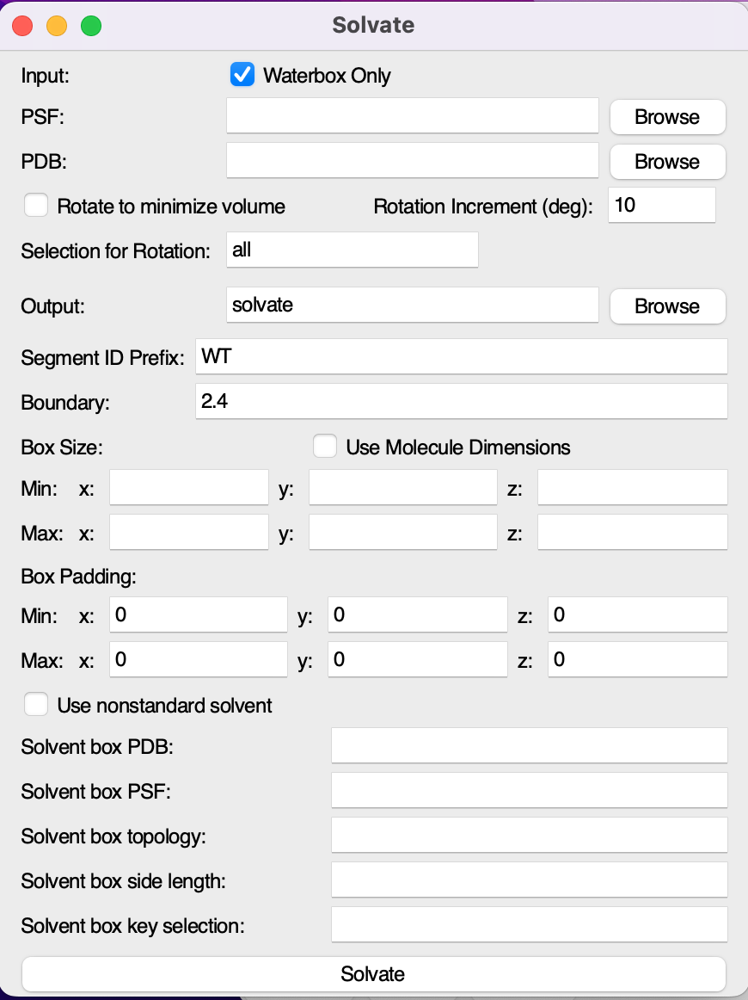 Solvate
Input: Waterbox Only
PSF: Browse
PDB: Browse
Rotate to minimize volume Rotation Increment (deg): 10
Selection for Rotation: all
Output: solvate Browse
Segment ID Prefix: WT
Boundary: 2.4
Box Size: Use Molecule Dimensions
Min: x: y: z:
Max: x: y: z:
Box Padding:
Min: x: 0 y: 0 z: 0
Max: x: 0 y: 0 z: 0
Use nonstandard solvent
Solvent box PDB:
Solvent box PSF:
Solvent box topology:
Solvent box side length:
Solvent box key selection:
Solvate